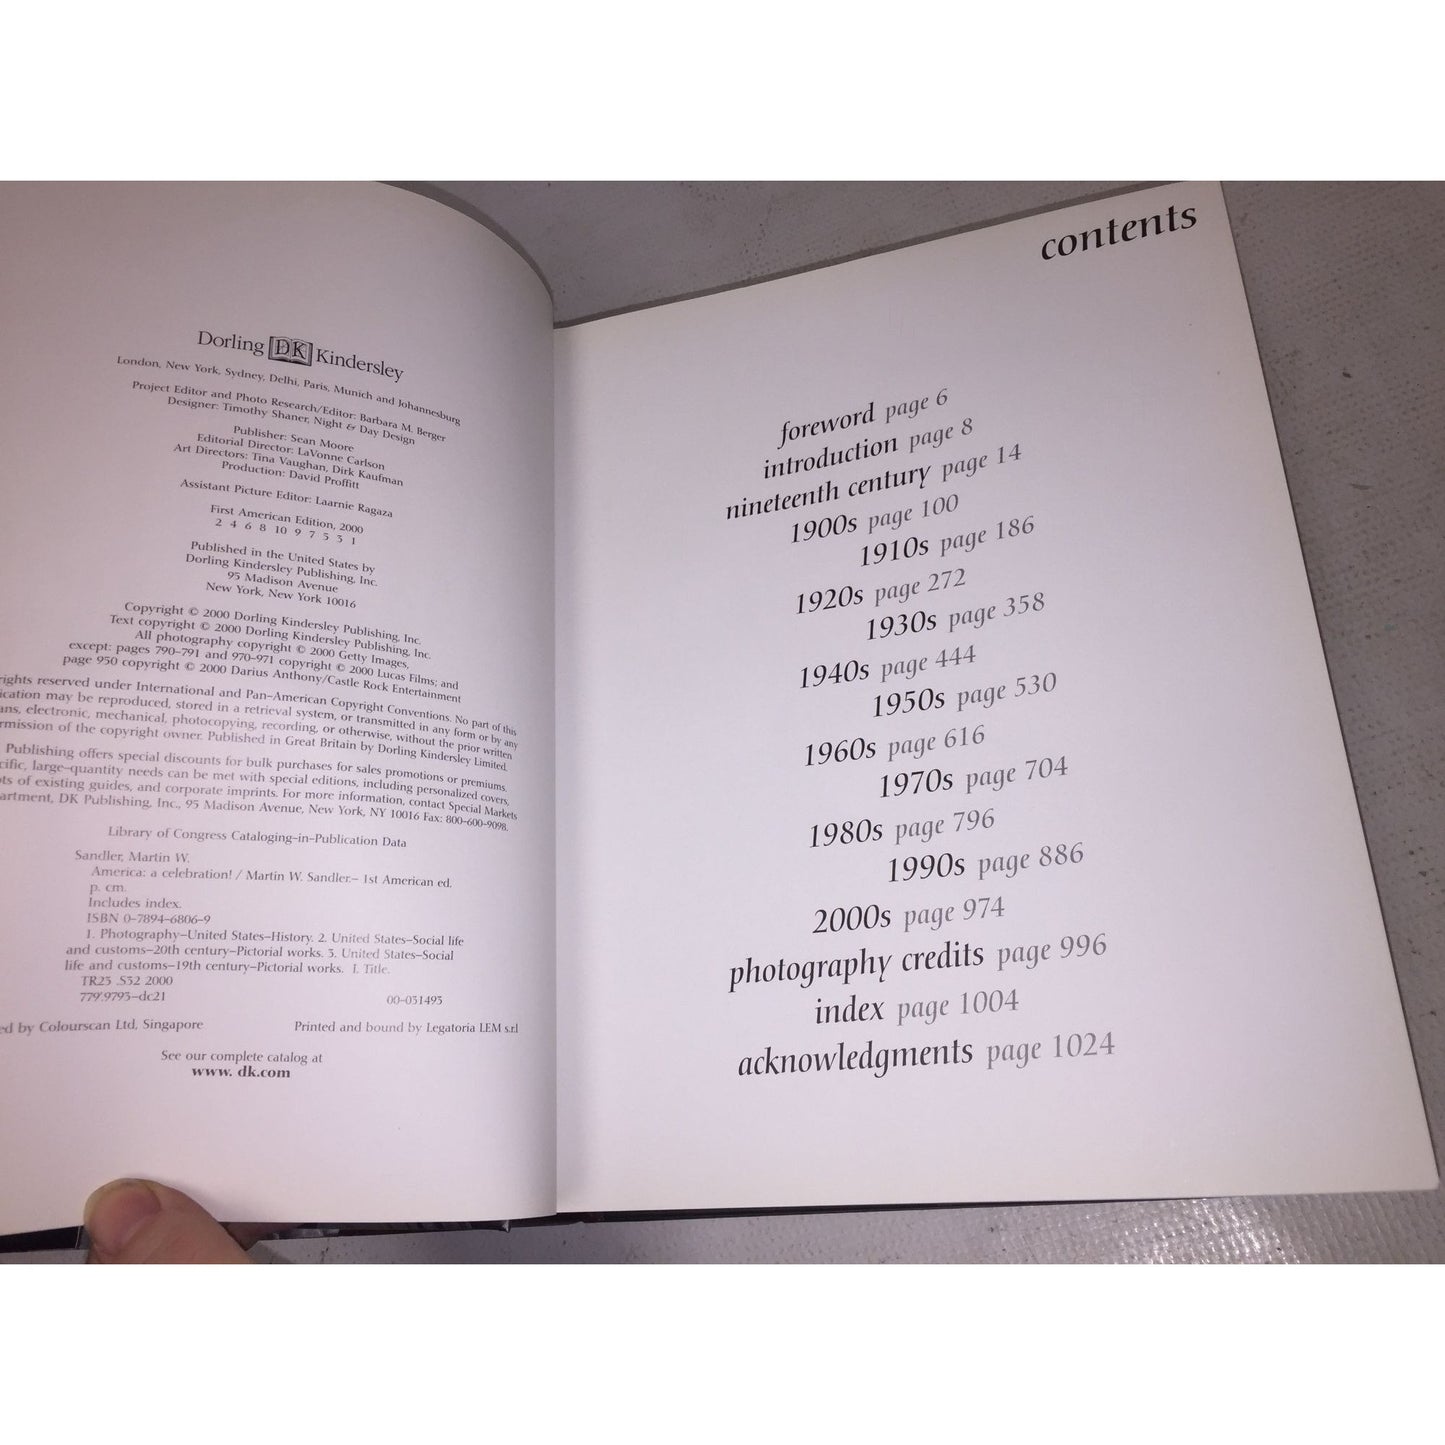 Dorling DK Kindersley
London, New York, Sydney, Delhi, Paris, Munich and Johannesburg
Project Editor and Photo Research/Editor: Barbara M. Berger
Designer: Timothy Shaner, Night & Day Design
Publisher: Sean Moore
Editorial Director: LaVonne Carlson
Art Directors: Tina Vaughan, Dirk Kaufman
Production: David Proffitt
Assistant Picture Editor: Laarnie Ragaza
First American Edition, 2000
2 4 6 8 10 9 7 5 3 1
Published in the United States by
Dorling Kindersley Publishing, Inc.
95 Madison Avenue
New York, New York 10016
Copyright © 2000 Dorling Kindersley Publishing, Inc.
Text copyright © 2000 Dorling Kindersley Publishing, Inc.
All photography copyright © 2000 Getty Images,
except: pages 790–791 and 970–971 copyright © 2000 Lucas Films; and
page 950 copyright © 2000 Darius Anthony/Castle Rock Entertainment
rights reserved under International and Pan–American Copyright Conventions. No part of this
ication may be reproduced, stored in a retrieval system, or transmitted in any form or by any
ans, electronic, mechanical, photocopying, recording, or otherwise, without the prior written
rmission of the copyright owner. Published in Great Britain by Dorling Kindersley Limited.
Publishing offers special discounts for bulk purchases for sales promotions or premiums.
cific, large–quantity needs can be met with special editions, including personalized covers,
pts of existing guides, and corporate imprints. For more information, contact Special Markets
artment, DK Publishing, Inc., 95 Madison Avenue, New York, NY 10016 Fax: 800–600–9098.
Library of Congress Cataloging–in–Publication Data
Sandler, Martin W.
America: a celebration! / Martin W. Sandler.– 1st American ed.
p. cm.
Includes index.
ISBN 0–7894–6806–9
1. Photography–United States–History. 2. United States–Social life
and customs–20th century–Pictorial works. 3. United States–Social
life and customs–19th century–Pictorial works. I. Title.
TR23 .S32 2000
779'.9793–dc21 00–031493
ed by Colourscan Ltd, Singapore Printed and bound by Legatoria LEM s.r.l
See our complete catalog at
www. dk.com
contents
foreword page 6
introduction page 8
nineteenth century page 14
1900s page 100
1910s page 186
1920s page 272
1930s page 358
1940s page 444
1950s page 530
1960s page 616
1970s page 704
1980s page 796
1990s page 886
2000s page 974
photography credits page 996
index page 1004
acknowledgments page 1024